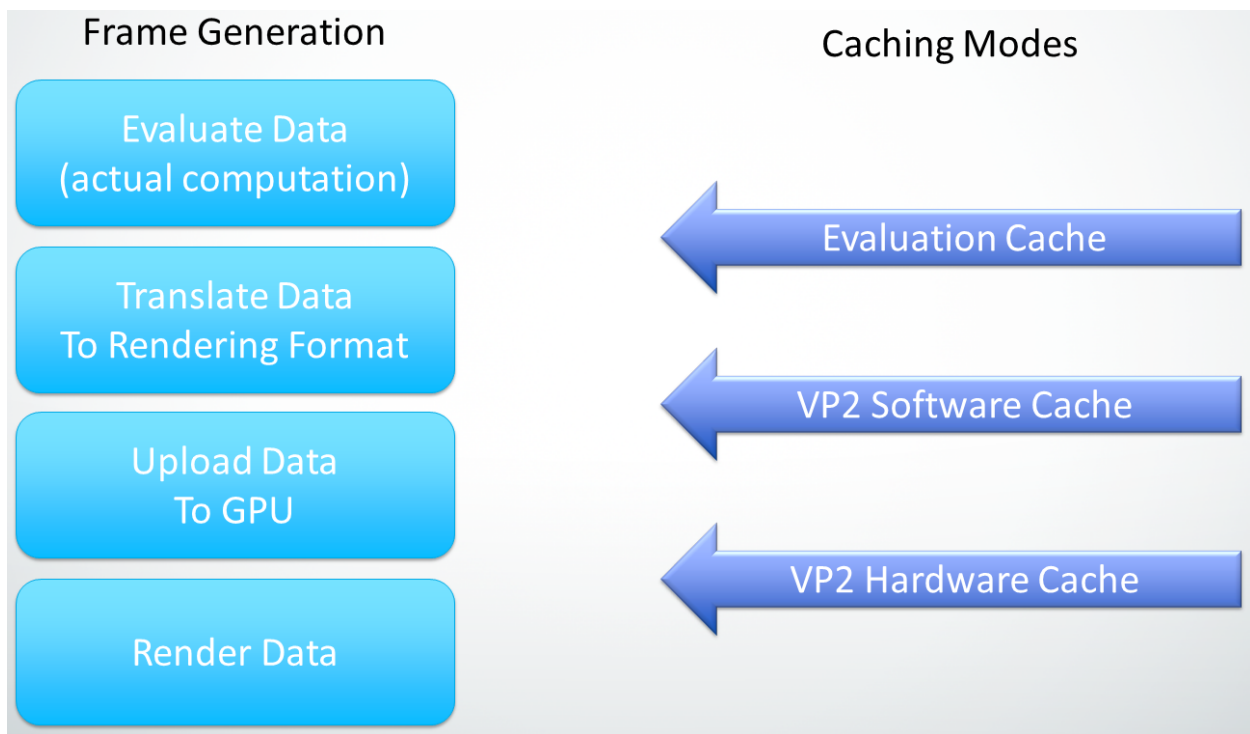 Frame Generation
Caching Modes
Evaluate Data
(actual computation)
Evaluation Cache
Translate Data
To Rendering Format
VP2 Software Cache
Upload Data
To GPU
VP2 Hardware Cache
Render Data